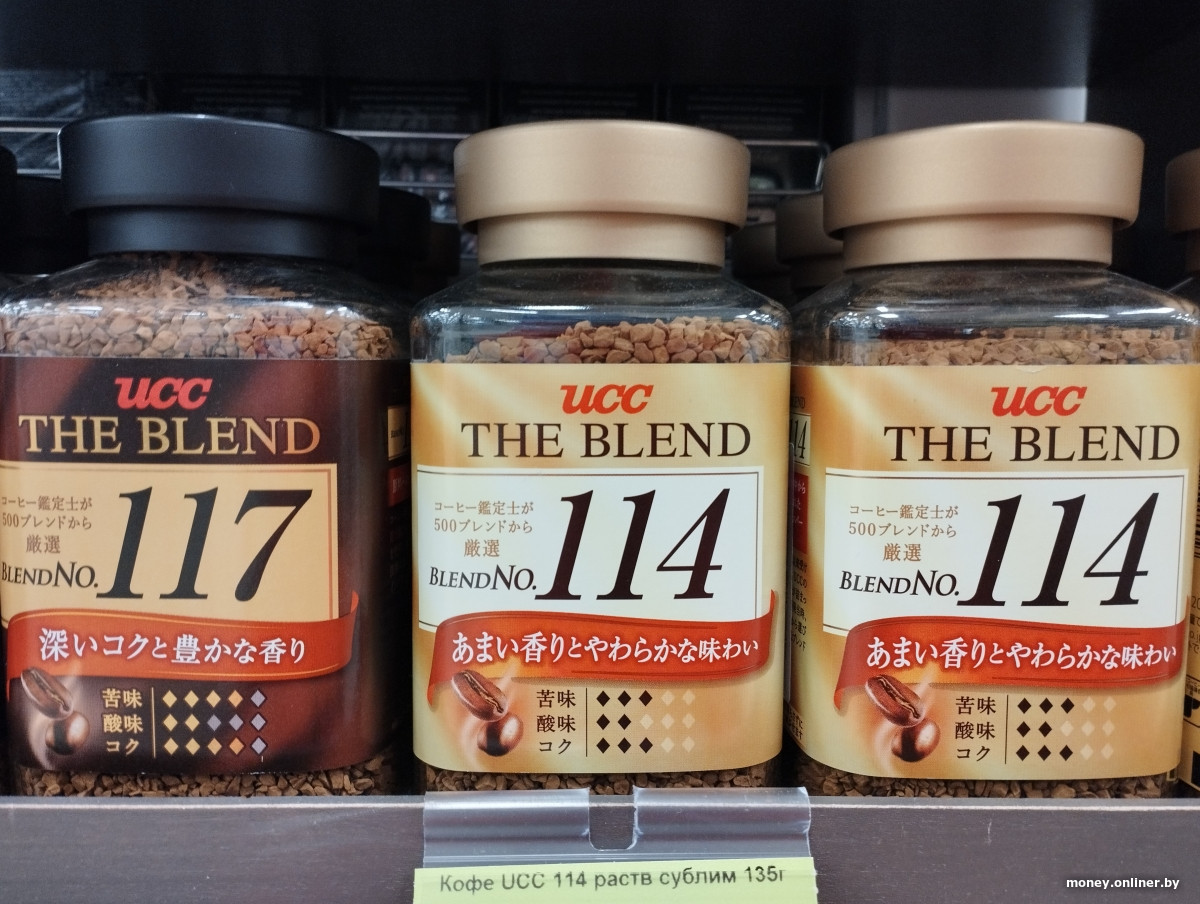 ucc
THE BLEND
コーヒー鑑定士が
500ブレンドから
厳選
BLEND NO. 117
深いコクと豊かな香り
苦味
酸味
コク
ucc
THE BLEND
コーヒー鑑定士が
500ブレンドから
厳選
BLEND NO. 114
あまい香りとやわらかな味わい
苦味
酸味
コク
ucc
THE BLEND
コーヒー鑑定士が
500ブレンドから
厳選
BLEND NO. 114
あまい香りとやわらかな味わい
苦味
酸味
コク
Кофе UCC 114 раств сублим 135г
money.onliner.by